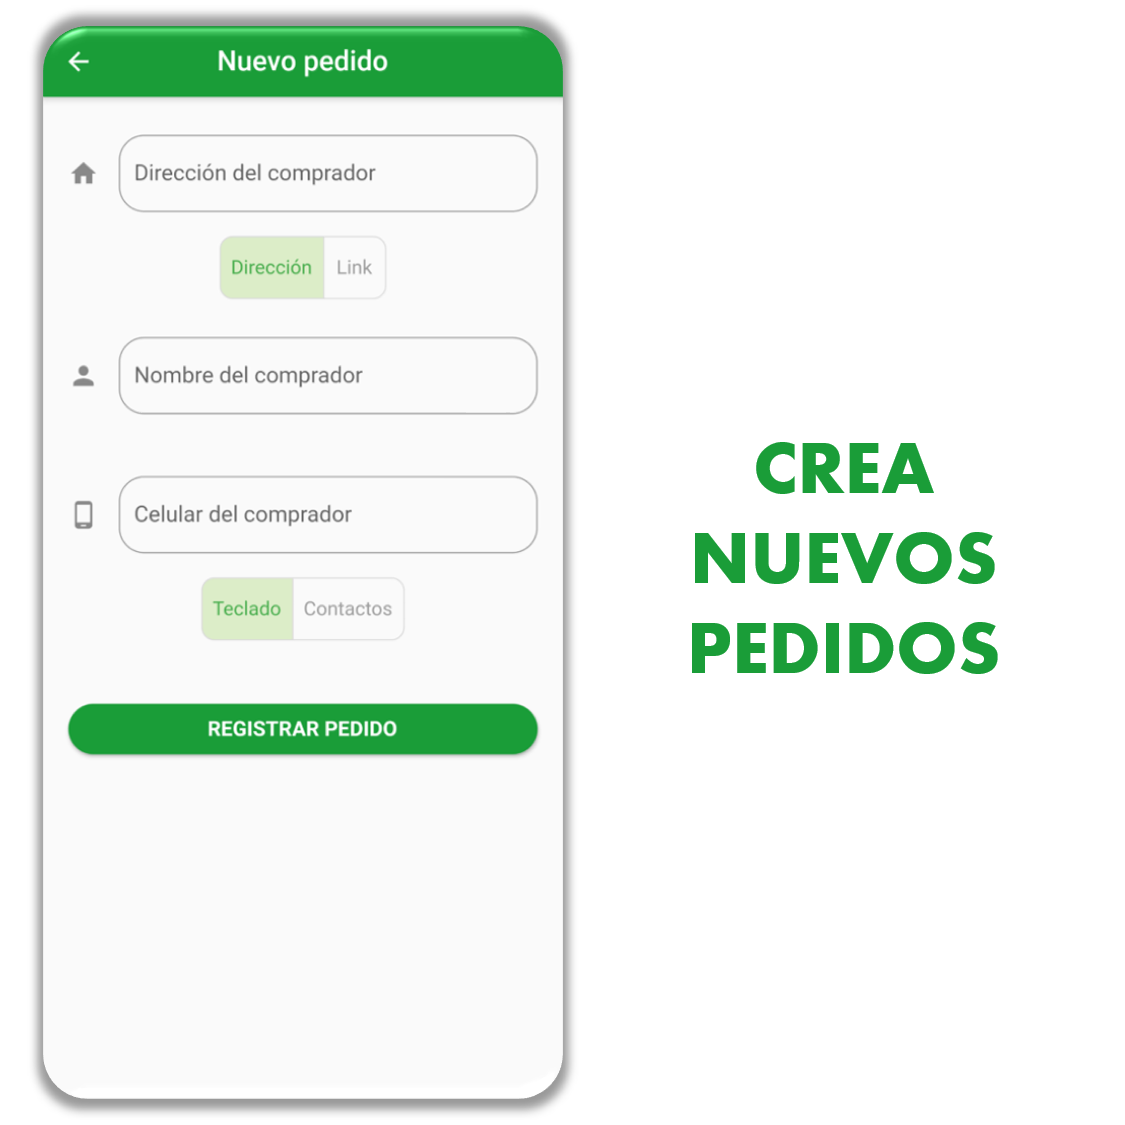 Nuevo pedido
Dirección del comprador
Dirección Link
Nombre del comprador
Celular del comprador
Teclado Contactos
REGISTRAR PEDIDO
CREA
NUEVOS
PEDIDOS